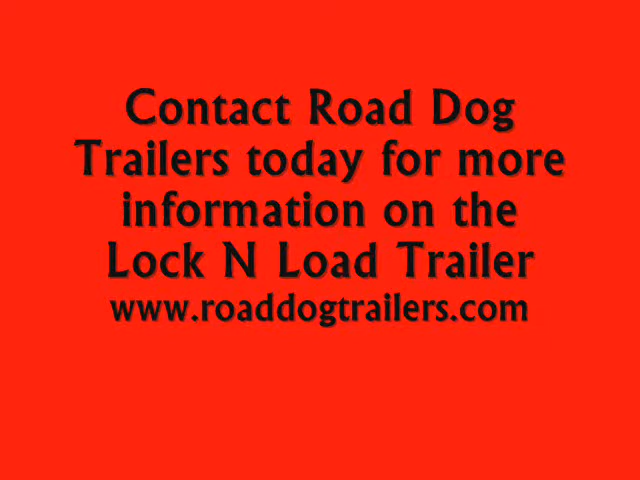 Contact Road Dog
Trailers today for more
information on the
Lock N Load Trailer
www.roaddogtrailers.com